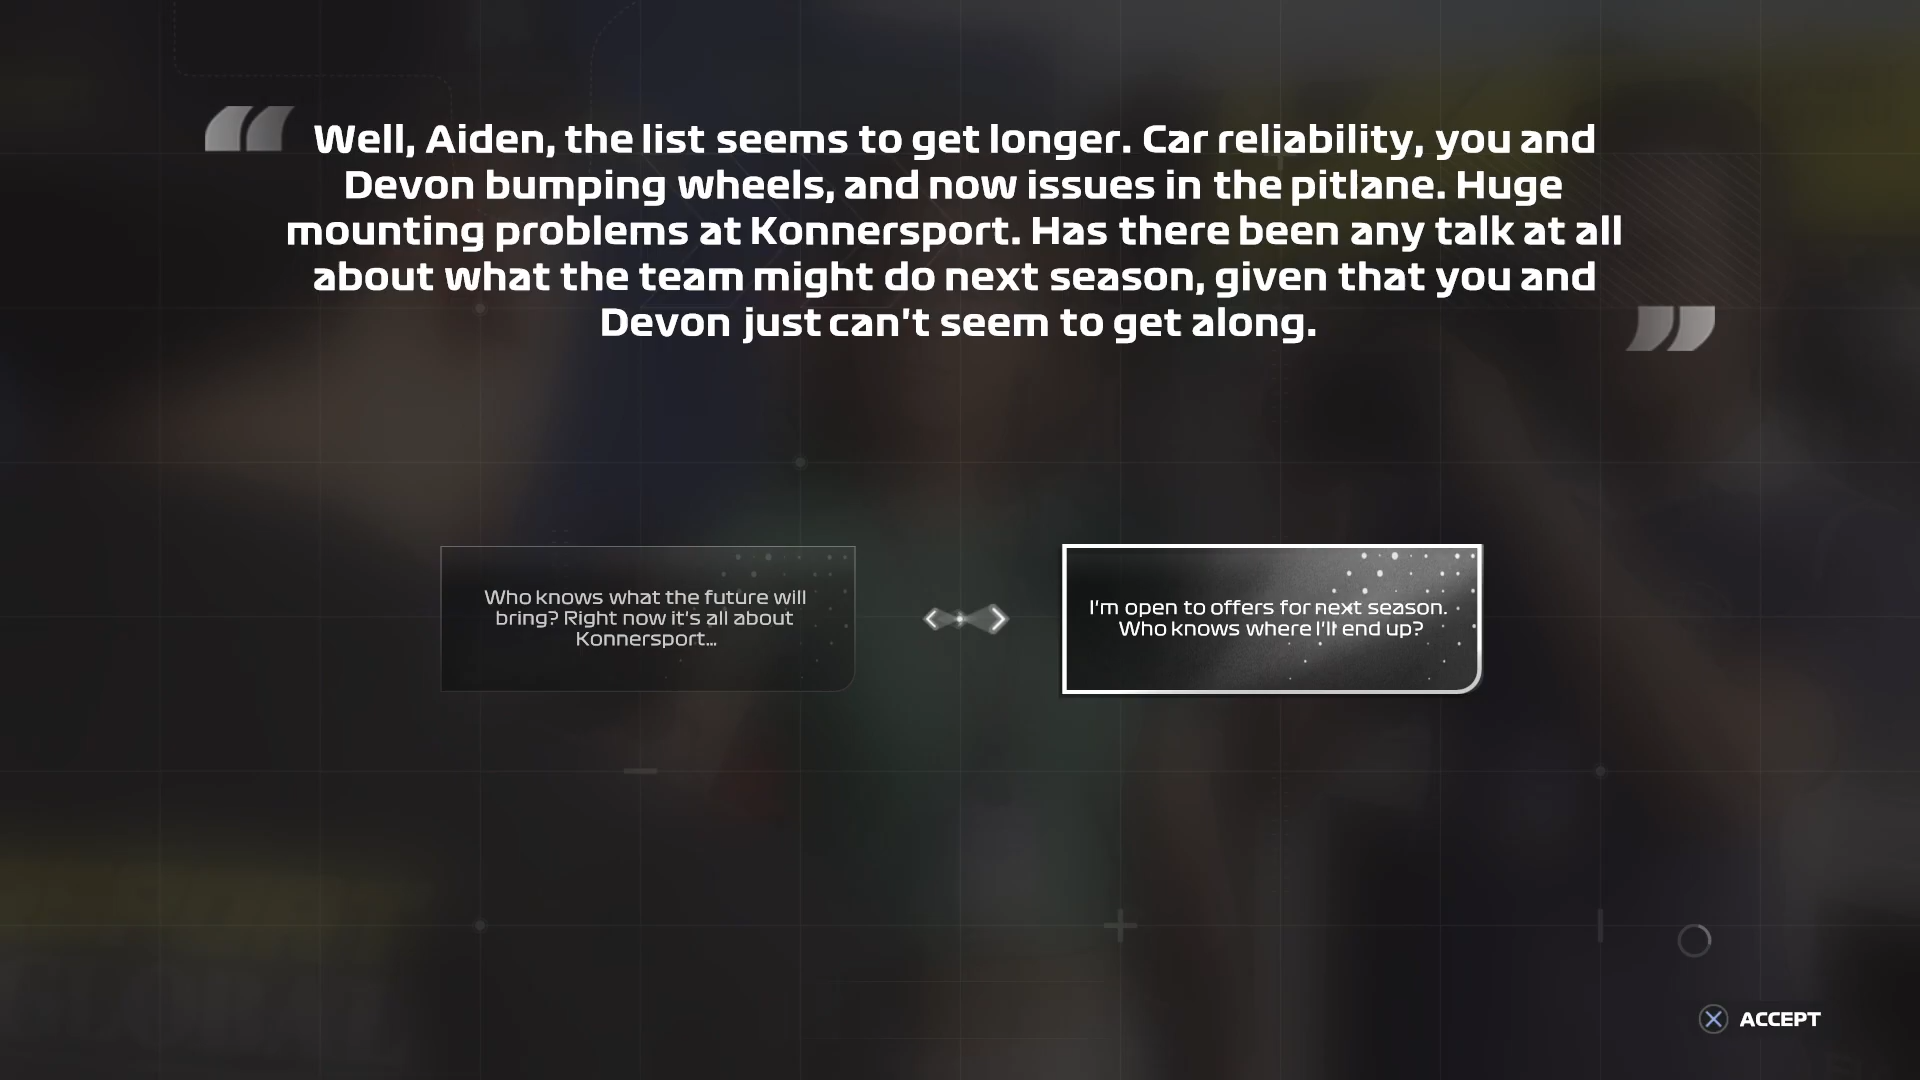 Well, Aiden, the list seems to get longer. Car reliability, you and
Devon bumping wheels, and now issues in the pitlane. Huge
mounting problems at Konnersport. Has there been any talk at all
about what the team might do next season, given that you and
Devon just can't seem to get along.
Who knows what the future will
bring? Right now it's all about
Konnersport...
I'm open to offers for next season.
Who knows where I'll end up?
ACCEPT